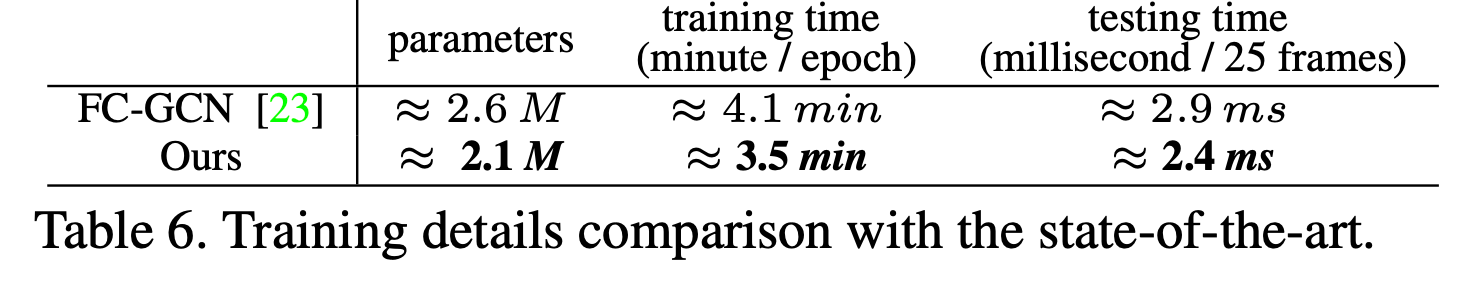 parameters training time (minute / epoch) testing time (millisecond / 25 frames)
FC-GCN [23] ≈ 2.6 M ≈ 4.1 min ≈ 2.9 ms
Ours ≈ 2.1 M ≈ 3.5 min ≈ 2.4 ms
Table 6. Training details comparison with the state-of-the-art.